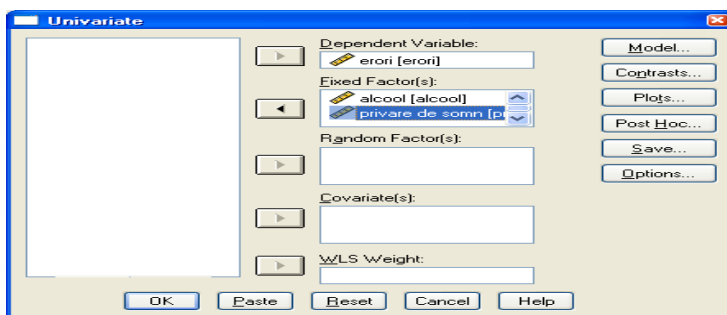 Univariate
Dependent Variable:
erori [erori]
Fixed Factor(s):
alcool [alcool]
privare de somn [pr
Random Factor(s):
Covariate(s):
WLS Weight:
Model...
Contrasts...
Plots...
Post Hoc...
Save...
Options...
OK
Paste
Reset
Cancel
Help